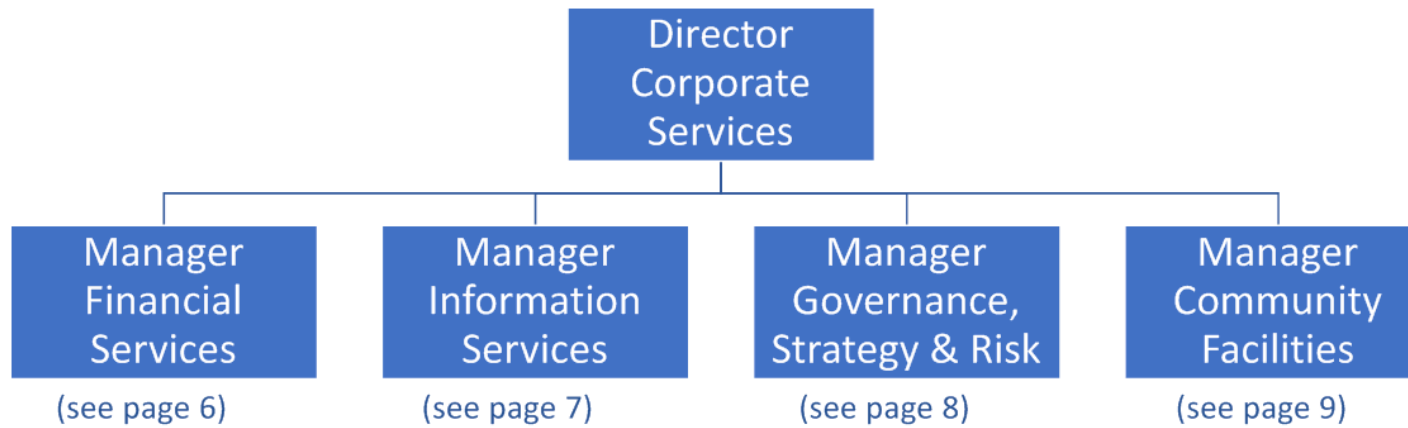 Director
Corporate
Services
Manager
Financial
Services
(see page 6)
Manager
Information
Services
(see page 7)
Manager
Governance,
Strategy & Risk
(see page 8)
Manager
Community
Facilities
(see page 9)